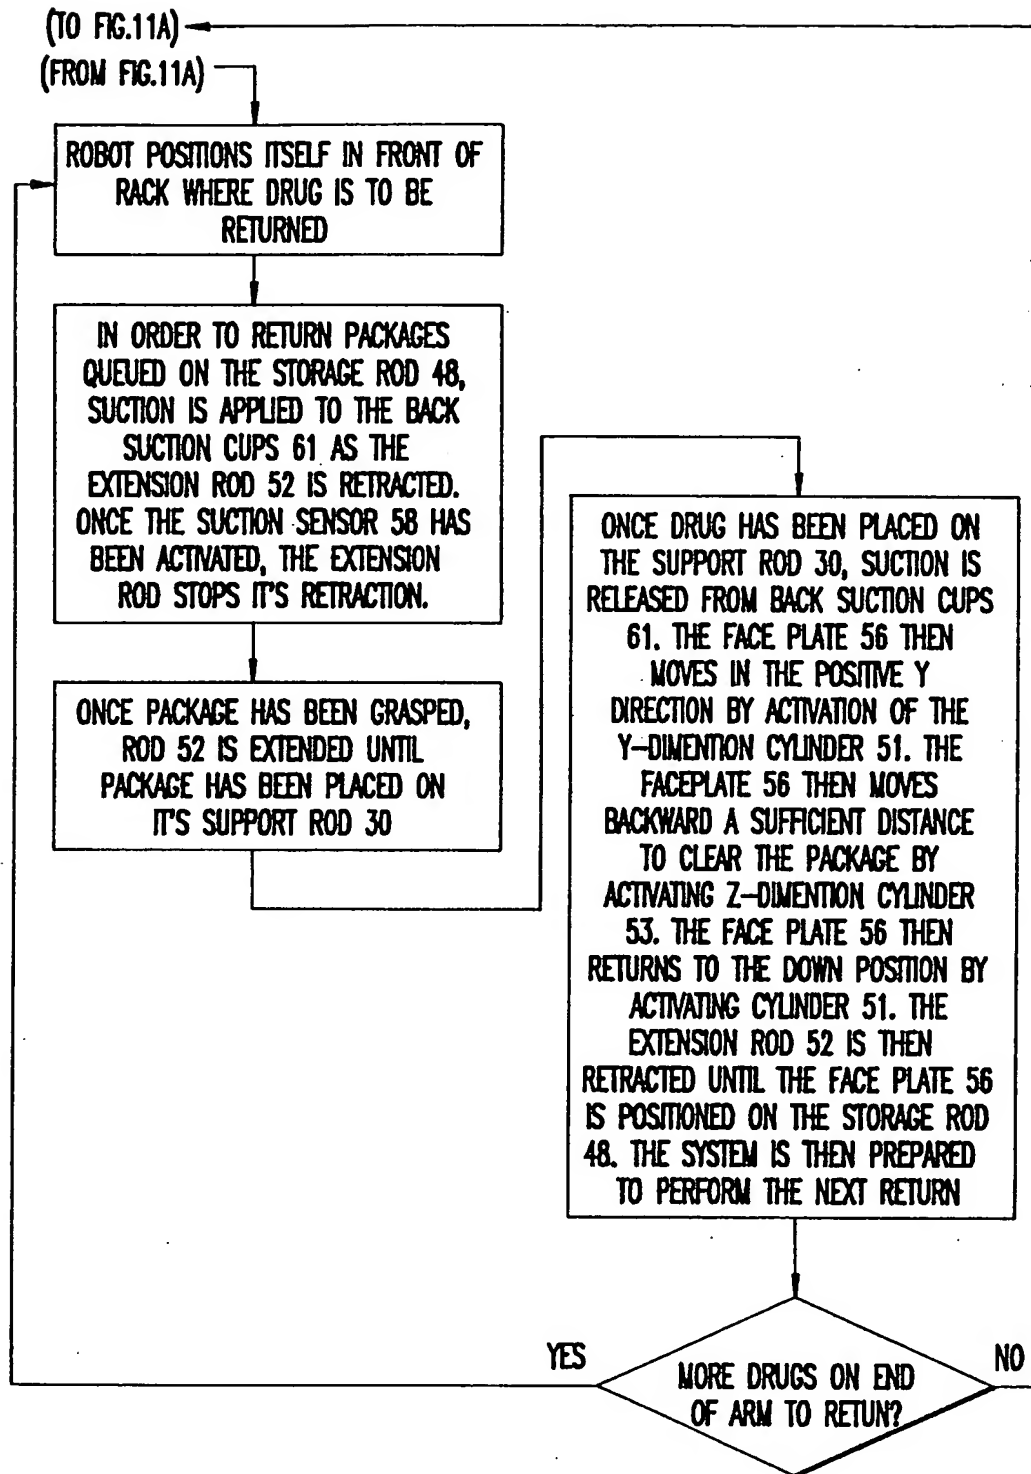 (TO FIG.11A)
(FROM FIG.11A)
ROBOT POSITIONS ITSELF IN FRONT OF
RACK WHERE DRUG IS TO BE
RETURNED
IN ORDER TO RETURN PACKAGES
QUEUED ON THE STORAGE ROD 48,
SUCTION IS APPLIED TO THE BACK
SUCTION CUPS 61 AS THE
EXTENSION ROD 52 IS RETRACTED.
ONCE THE SUCTION SENSOR 58 HAS
BEEN ACTIVATED, THE EXTENSION
ROD STOPS IT'S RETRACTION.
ONCE PACKAGE HAS BEEN GRASPED,
ROD 52 IS EXTENDED UNTIL
PACKAGE HAS BEEN PLACED ON
IT'S SUPPORT ROD 30
ONCE DRUG HAS BEEN PLACED ON
THE SUPPORT ROD 30, SUCTION IS
RELEASED FROM BACK SUCTION CUPS
61. THE FACE PLATE 56 THEN
MOVES IN THE POSITIVE Y
DIRECTION BY ACTIVATION OF THE
Y-DIMENTION CYLINDER 51. THE
FACEPLATE 56 THEN MOVES
BACKWARD A SUFFICIENT DISTANCE
TO CLEAR THE PACKAGE BY
ACTIVATING Z-DIMENTION CYLINDER
53. THE FACE PLATE 56 THEN
RETURNS TO THE DOWN POSITION BY
ACTIVATING CYLINDER 51. THE
EXTENSION ROD 52 IS THEN
RETRACTED UNTIL THE FACE PLATE 56
IS POSITIONED ON THE STORAGE ROD
48. THE SYSTEM IS THEN PREPARED
TO PERFORM THE NEXT RETURN
YES
NO
MORE DRUGS ON END
OF ARM TO RETUN?